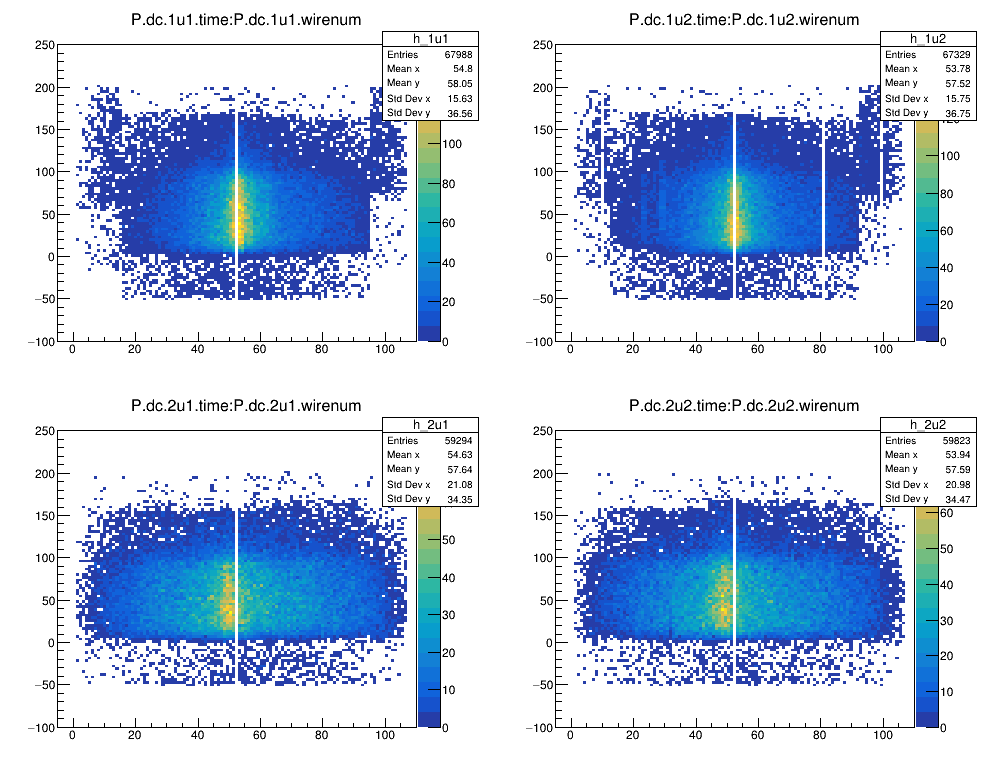 P.dc.1u1.time:P.dc.1u1.wirenum
h_1u1
Entries 67988
Mean x 54.8
Mean y 58.05
Std Dev x 15.63
Std Dev y 36.56
250
200
150
100
50
0
−50
−100
0 20 40 60 80 100
100
80
60
40
20
0
P.dc.1u2.time:P.dc.1u2.wirenum
h_1u2
Entries 67329
Mean x 53.78
Mean y 57.52
Std Dev x 15.75
Std Dev y 36.75
250
200
150
100
50
0
−50
−100
0 20 40 60 80 100
120
100
80
60
40
20
0
P.dc.2u1.time:P.dc.2u1.wirenum
h_2u1
Entries 59294
Mean x 54.63
Mean y 57.64
Std Dev x 21.08
Std Dev y 34.35
250
200
150
100
50
0
−50
−100
0 20 40 60 80 100
50
40
30
20
10
0
P.dc.2u2.time:P.dc.2u2.wirenum
h_2u2
Entries 59823
Mean x 53.94
Mean y 57.59
Std Dev x 20.98
Std Dev y 34.47
250
200
150
100
50
0
−50
−100
0 20 40 60 80 100
60
50
40
30
20
10
0